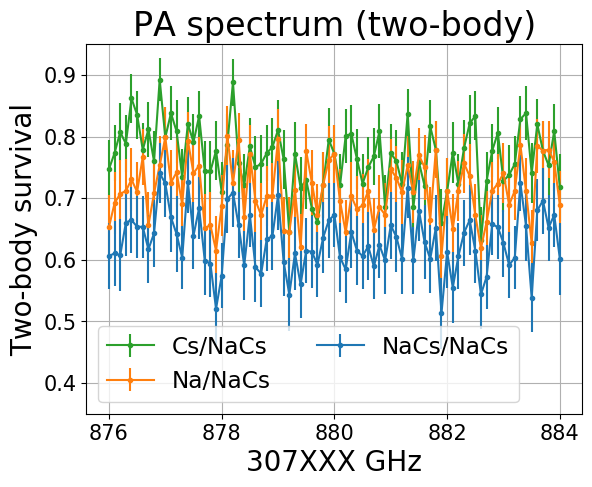 PA spectrum (two-body)
Two-body survival
0.9
0.8
0.7
0.6
0.5
0.4
Cs/NaCs
Na/NaCs
NaCs/NaCs
876 878 880 882 884
307XXX GHz